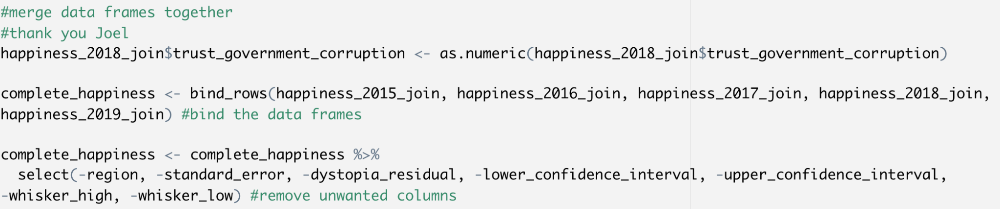 #merge data frames together
#thank you Joel
happiness_2018_join$trust_government_corruption <- as.numeric(happiness_2018_join$trust_government_corruption)
complete_happiness <- bind_rows(happiness_2015_join, happiness_2016_join, happiness_2017_join, happiness_2018_join,
happiness_2019_join) #bind the data frames
complete_happiness <- complete_happiness %>%
  select(-region, -standard_error, -dystopia_residual, -lower_confidence_interval, -upper_confidence_interval,
-whisker_high, -whisker_low) #remove unwanted columns